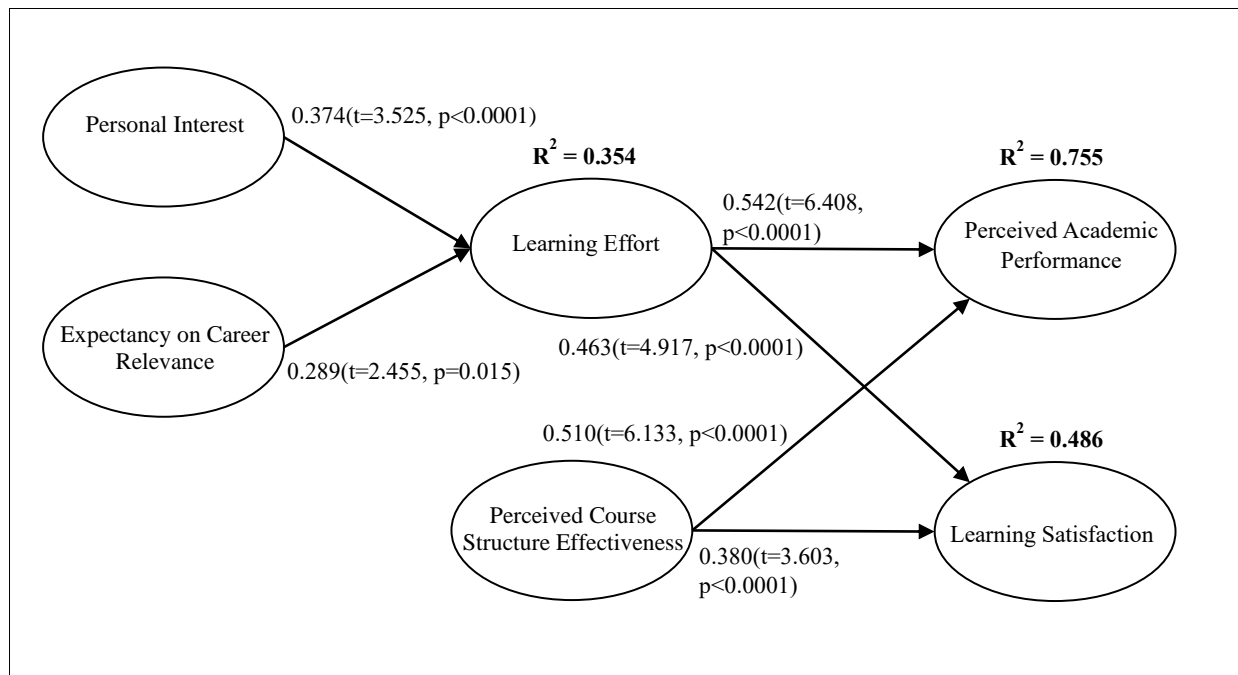 Personal Interest
0.374(t=3.525, p<0.0001)
R² = 0.354
R² = 0.755
Learning Effort
0.542(t=6.408,
p<0.0001)
Perceived Academic
Performance
Expectancy on Career
Relevance
0.289(t=2.455, p=0.015)
0.463(t=4.917, p<0.0001)
0.510(t=6.133, p<0.0001)
R² = 0.486
Perceived Course
Structure Effectiveness
0.380(t=3.603,
p<0.0001)
Learning Satisfaction